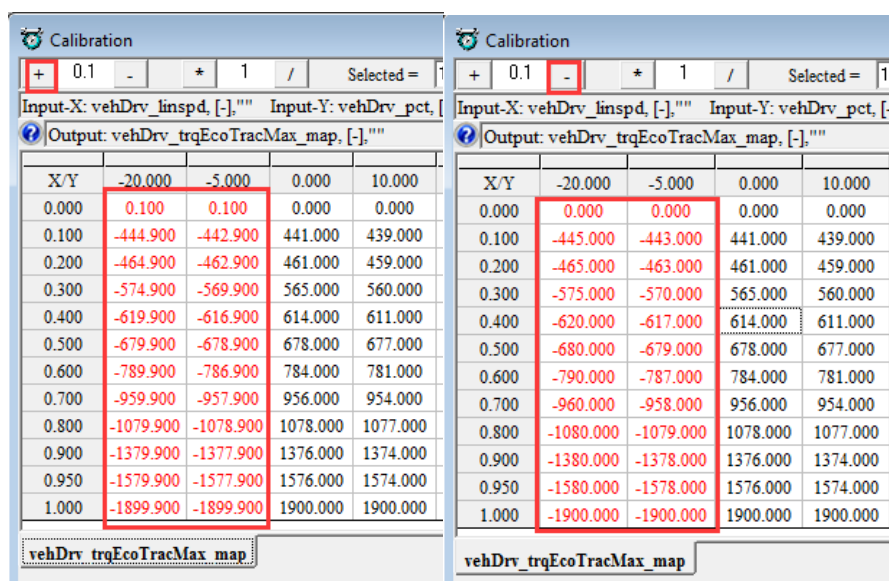 Calibration
+ 0.1 - * 1 / Selected = 1
Input-X: vehDrv_linspd, [-],"" Input-Y: vehDrv_pct, [
Output: vehDrv_trqEcoTracMax_map, [-],""
X/Y -20.000 -5.000 0.000 10.000
0.000 0.100 0.100 0.000 0.000
0.100 -444.900 -442.900 441.000 439.000
0.200 -464.900 -462.900 461.000 459.000
0.300 -574.900 -569.900 565.000 560.000
0.400 -619.900 -616.900 614.000 611.000
0.500 -679.900 -678.900 678.000 677.000
0.600 -789.900 -786.900 784.000 781.000
0.700 -959.900 -957.900 956.000 954.000
0.800 -1079.900 -1078.900 1078.000 1077.000
0.900 -1379.900 -1377.900 1376.000 1374.000
0.950 -1579.900 -1577.900 1576.000 1574.000
1.000 -1899.900 -1899.900 1900.000 1900.000
vehDrv_trqEcoTracMax_map
Calibration
+ 0.1 - * 1 / Selected = 1
Input-X: vehDrv_linspd, [-],"" Input-Y: vehDrv_pct, [-
Output: vehDrv_trqEcoTracMax_map, [-],""
X/Y -20.000 -5.000 0.000 10.000
0.000 0.000 0.000 0.000 0.000
0.100 -445.000 -443.000 441.000 439.000
0.200 -465.000 -463.000 461.000 459.000
0.300 -575.000 -570.000 565.000 560.000
0.400 -620.000 -617.000 614.000 611.000
0.500 -680.000 -679.000 678.000 677.000
0.600 -790.000 -787.000 784.000 781.000
0.700 -960.000 -958.000 956.000 954.000
0.800 -1080.000 -1079.000 1078.000 1077.000
0.900 -1380.000 -1378.000 1376.000 1374.000
0.950 -1580.000 -1578.000 1576.000 1574.000
1.000 -1900.000 -1900.000 1900.000 1900.000
vehDrv_trqEcoTracMax_map